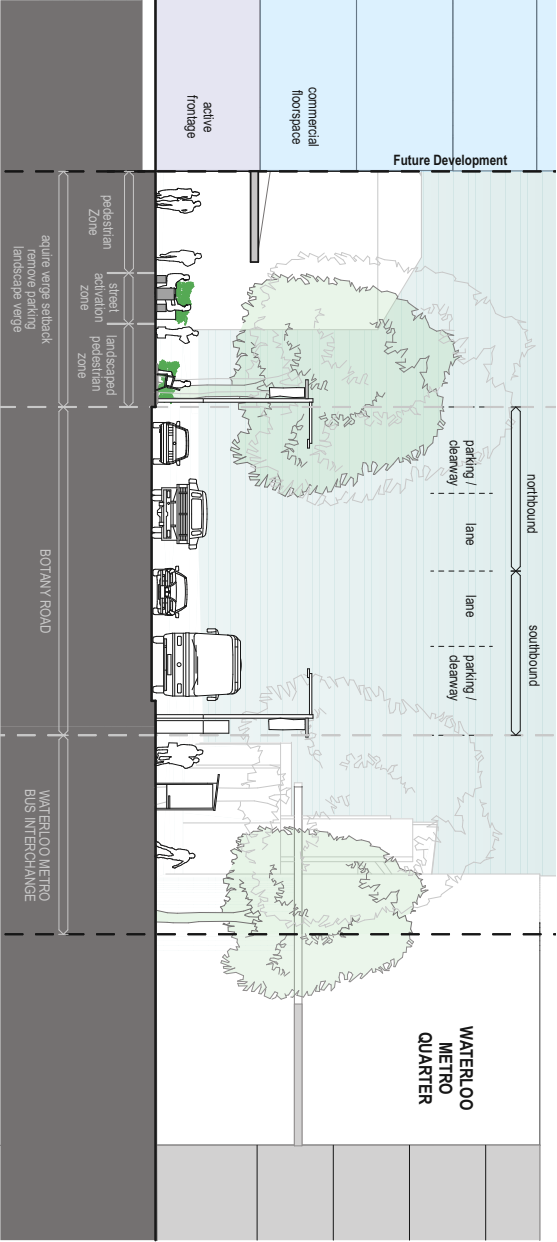 Future Development
commercial
floorspace
active
frontage
northbound
southbound
parking /
clearway
lane
lane
parking /
clearway
WATERLOO
METRO
QUARTER
pedestrian
Zone
street
activation
zone
landscaped
pedestrian
zone
aquire verge setback
remove parking
landscape verge
BOTANY ROAD
WATERLOO METRO
BUS INTERCHANGE